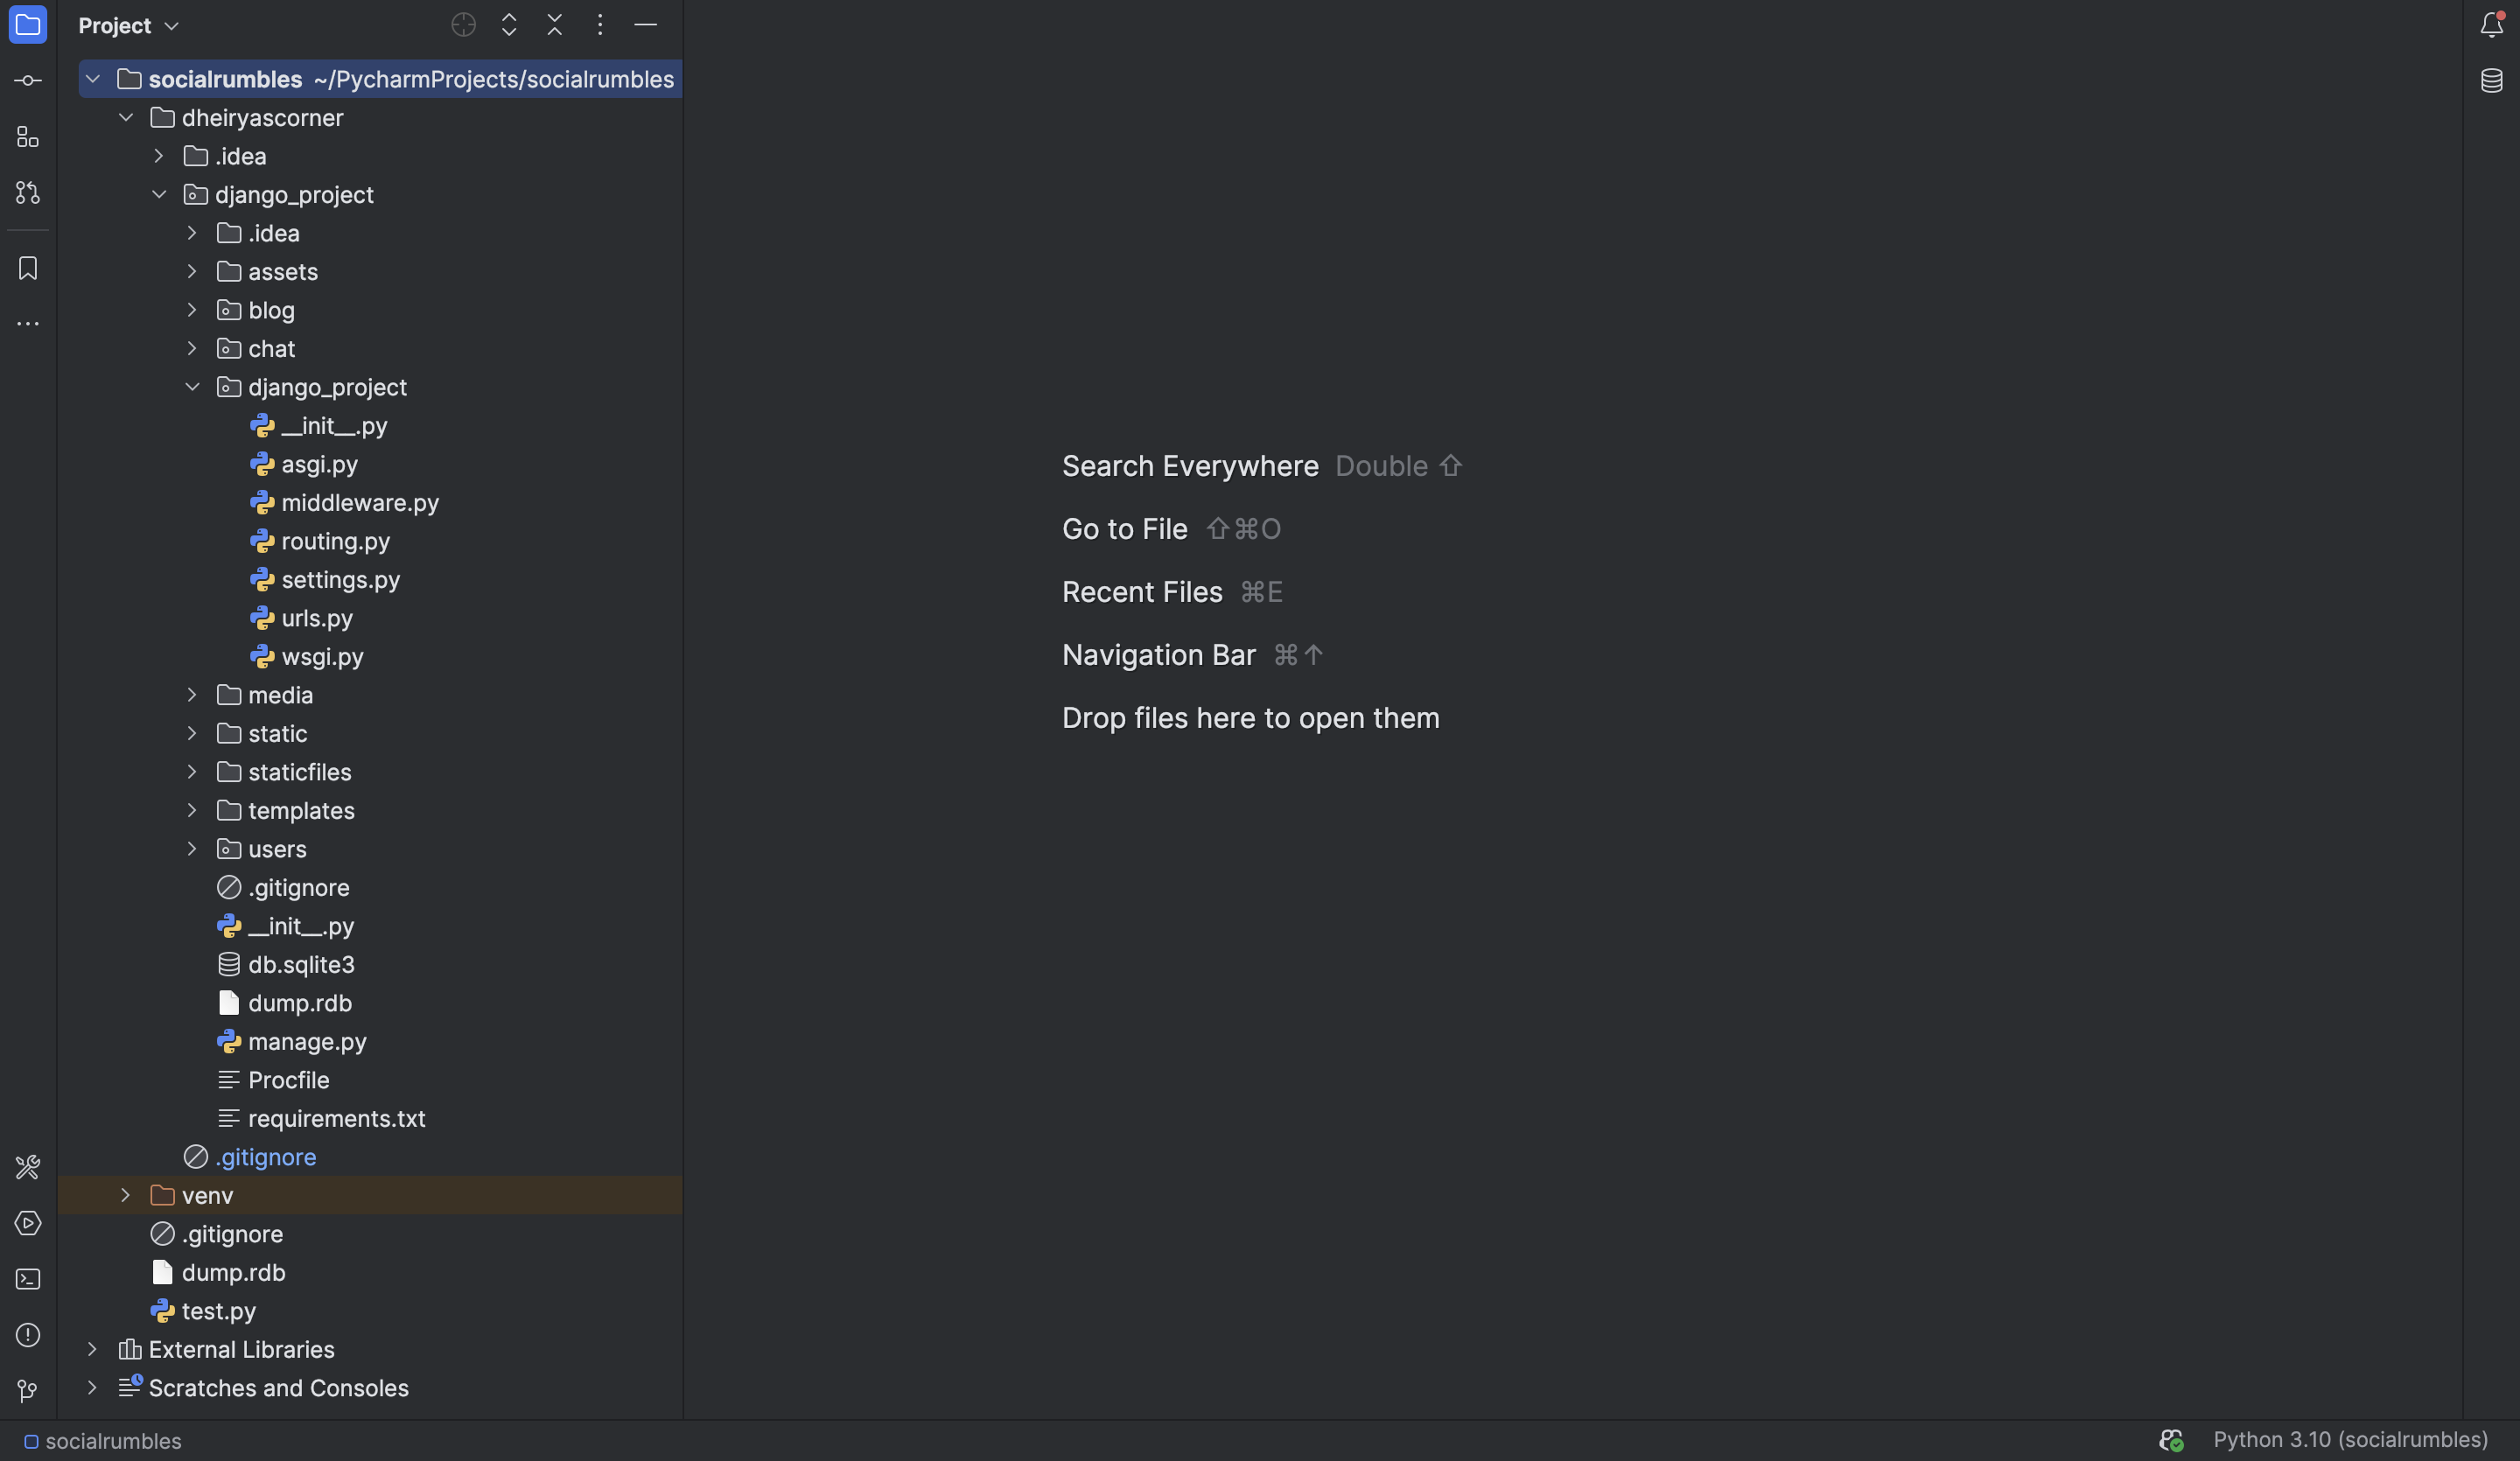 Project
socialrumbles ~/PycharmProjects/socialrumbles
dheiryascorner
.idea
django_project
.idea
assets
blog
chat
django_project
__init__.py
asgi.py
middleware.py
routing.py
settings.py
urls.py
wsgi.py
media
static
staticfiles
templates
users
.gitignore
__init__.py
db.sqlite3
dump.rdb
manage.py
Procfile
requirements.txt
.gitignore
venv
.gitignore
dump.rdb
test.py
External Libraries
Scratches and Consoles
Search Everywhere Double ⇧
Go to File ⇧⌘O
Recent Files ⌘E
Navigation Bar ⌘↑
Drop files here to open them
socialrumbles
Python 3.10 (socialrumbles)